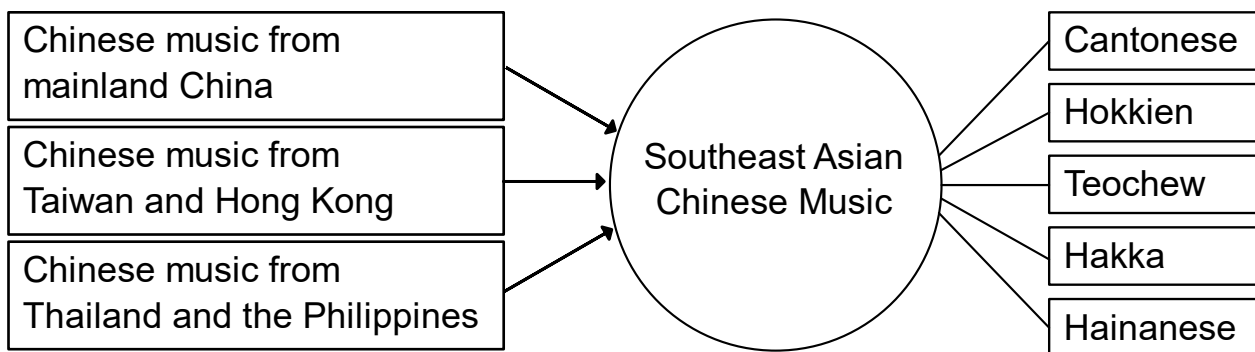 Chinese music from
mainland China
Chinese music from
Taiwan and Hong Kong
Chinese music from
Thailand and the Philippines
Southeast Asian
Chinese Music
Cantonese
Hokkien
Teochew
Hakka
Hainanese